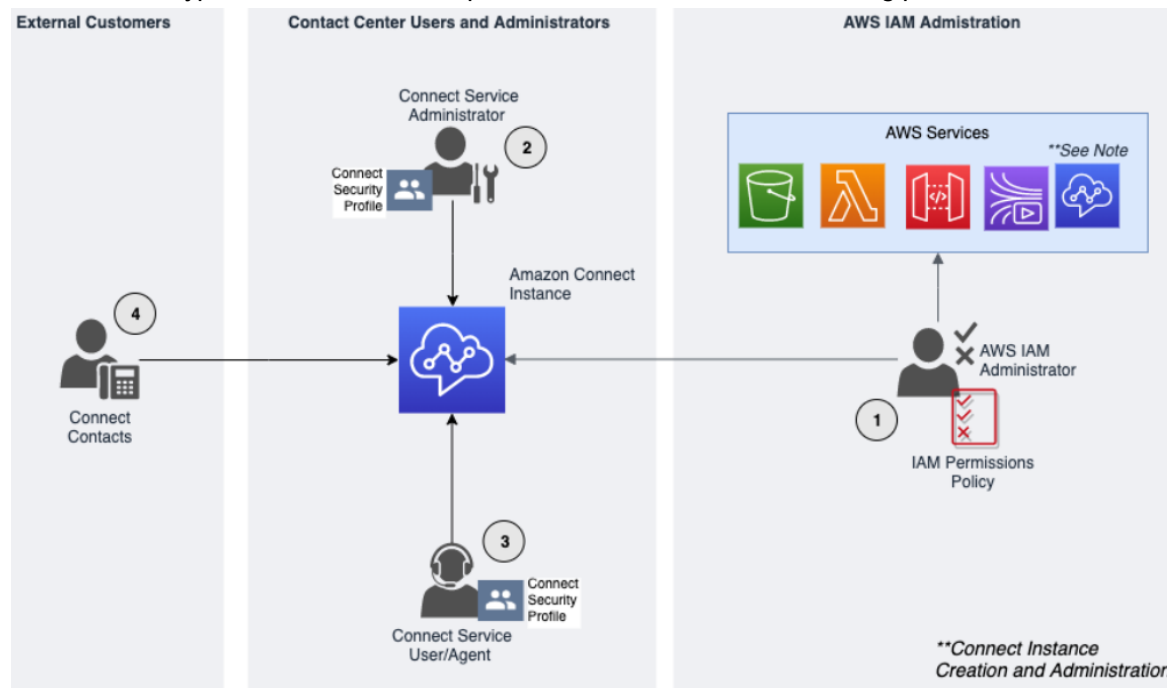 External Customers
Contact Center Users and Administrators
AWS IAM Admistration
Connect Service
Administrator
2
Connect
Security
Profile
AWS Services
**See Note
Amazon Connect
Instance
4
Connect
Contacts
AWS IAM
Administrator
1
IAM Permissions
Policy
3
Connect
Security
Profile
Connect Service
User/Agent
**Connect Instance
Creation and Administration